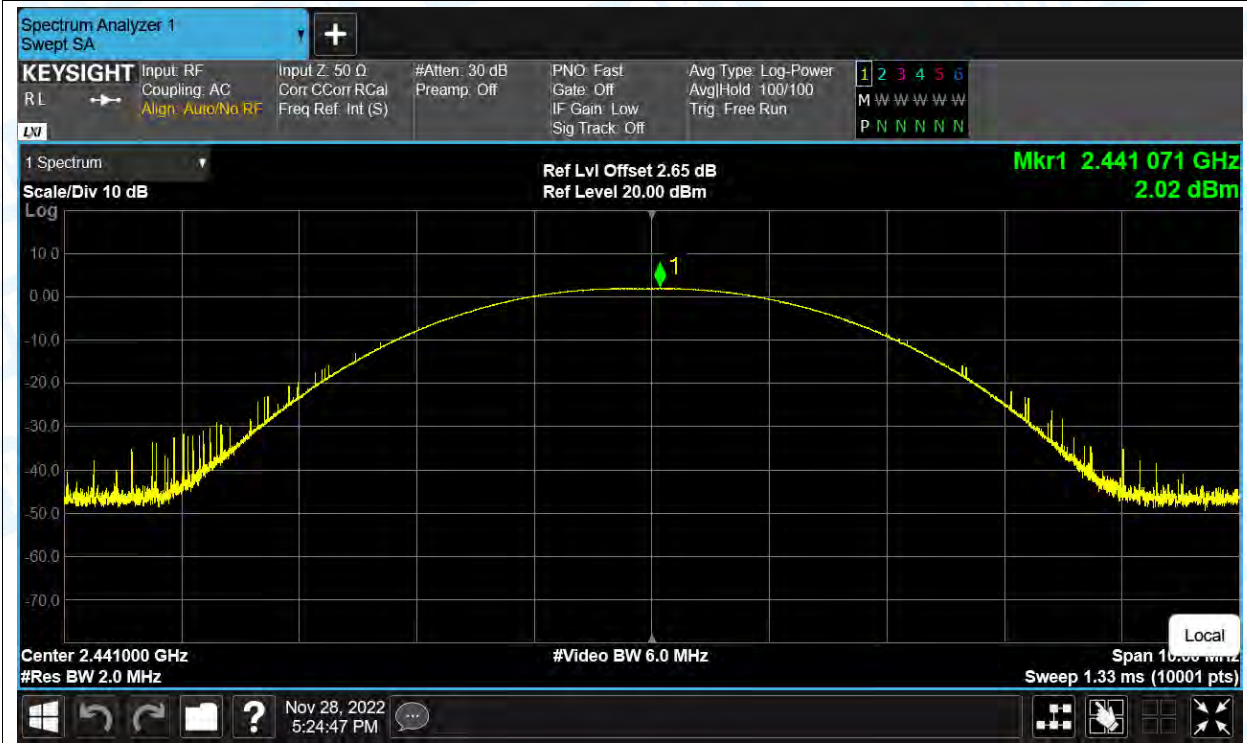 Spectrum Analyzer 1
Swept SA
+
KEYSIGHT
RL
LXI
Input: RF
Coupling: AC
Align: Auto/No RF
Input Z: 50 Ω
Corr CCorr RCal
Freq Ref: Int (S)
#Atten: 30 dB
Preamp: Off
PNO: Fast
Gate: Off
IF Gain: Low
Sig Track: Off
Avg Type: Log-Power
Avg|Hold: 100/100
Trig: Free Run
1 2 3 4 5 6
M W W W W W W
P N N N N N N
1 Spectrum
Scale/Div 10 dB
Log
Ref Lvl Offset 2.65 dB
Ref Level 20.00 dBm
Mkr1 2.441 071 GHz
2.02 dBm
1
10.0
0.00
-10.0
-20.0
-30.0
-40.0
-50.0
-60.0
-70.0
Local
Center 2.441000 GHz
#Video BW 6.0 MHz
Span 10.00 MHz
#Res BW 2.0 MHz
Sweep 1.33 ms (10001 pts)
?
Nov 28, 2022
5:24:47 PM